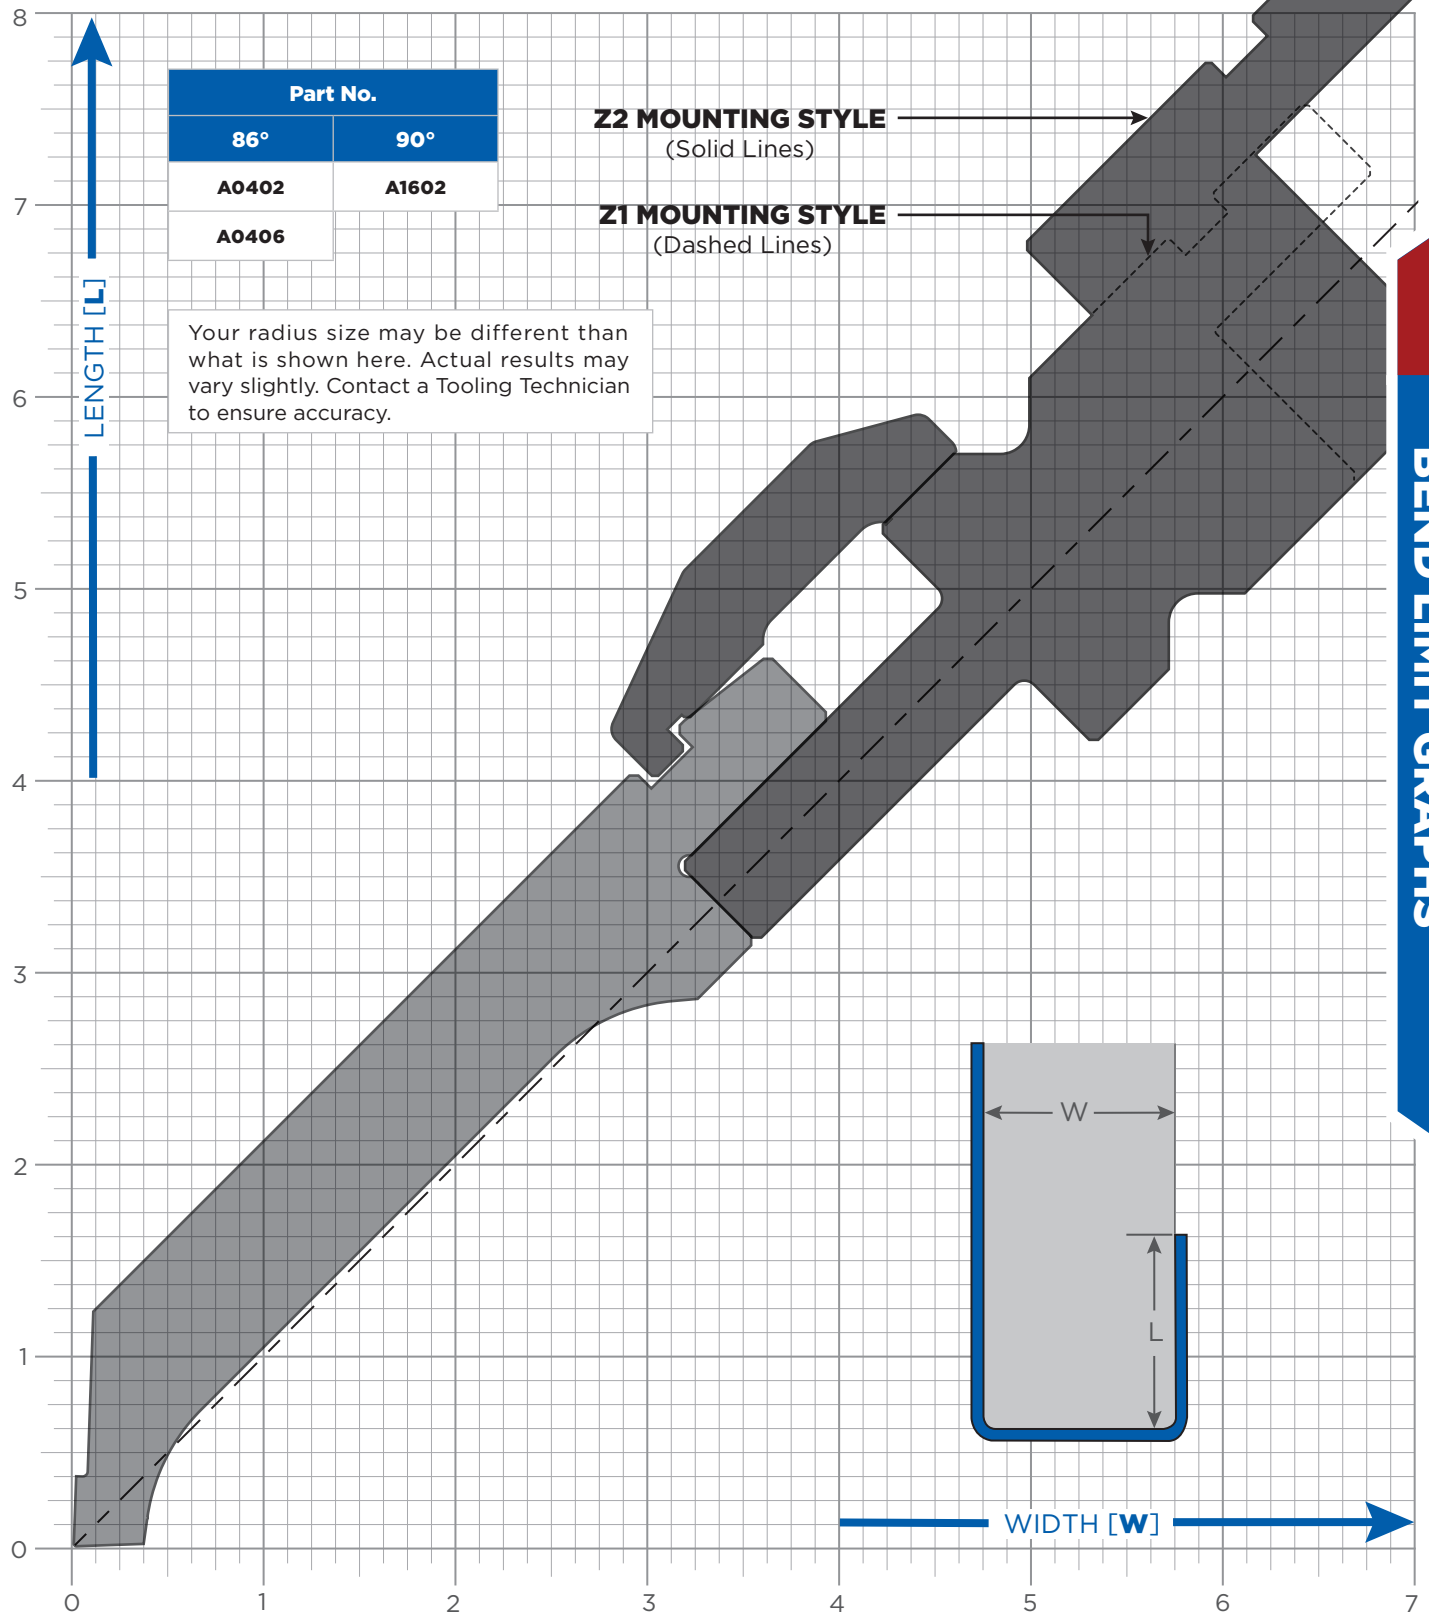 8
7
6
5
4
3
2
1
0
LENGTH [L]
Part No.
86° 90°
A0402 A1602
A0406
Your radius size may be different than
what is shown here. Actual results may
vary slightly. Contact a Tooling Technician
to ensure accuracy.
Z2 MOUNTING STYLE
(Solid Lines)
Z1 MOUNTING STYLE
(Dashed Lines)
BEND LIMIT GRAPHS
W
L
WIDTH [W]
0 1 2 3 4 5 6 7